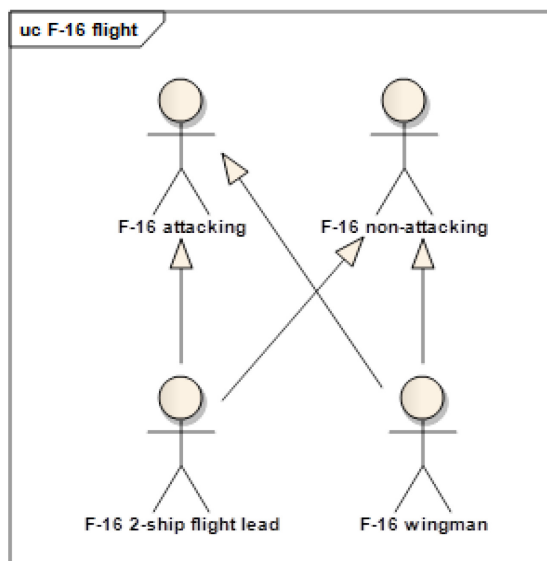 uc F-16 flight
F-16 attacking
F-16 non-attacking
F-16 2-ship flight lead
F-16 wingman